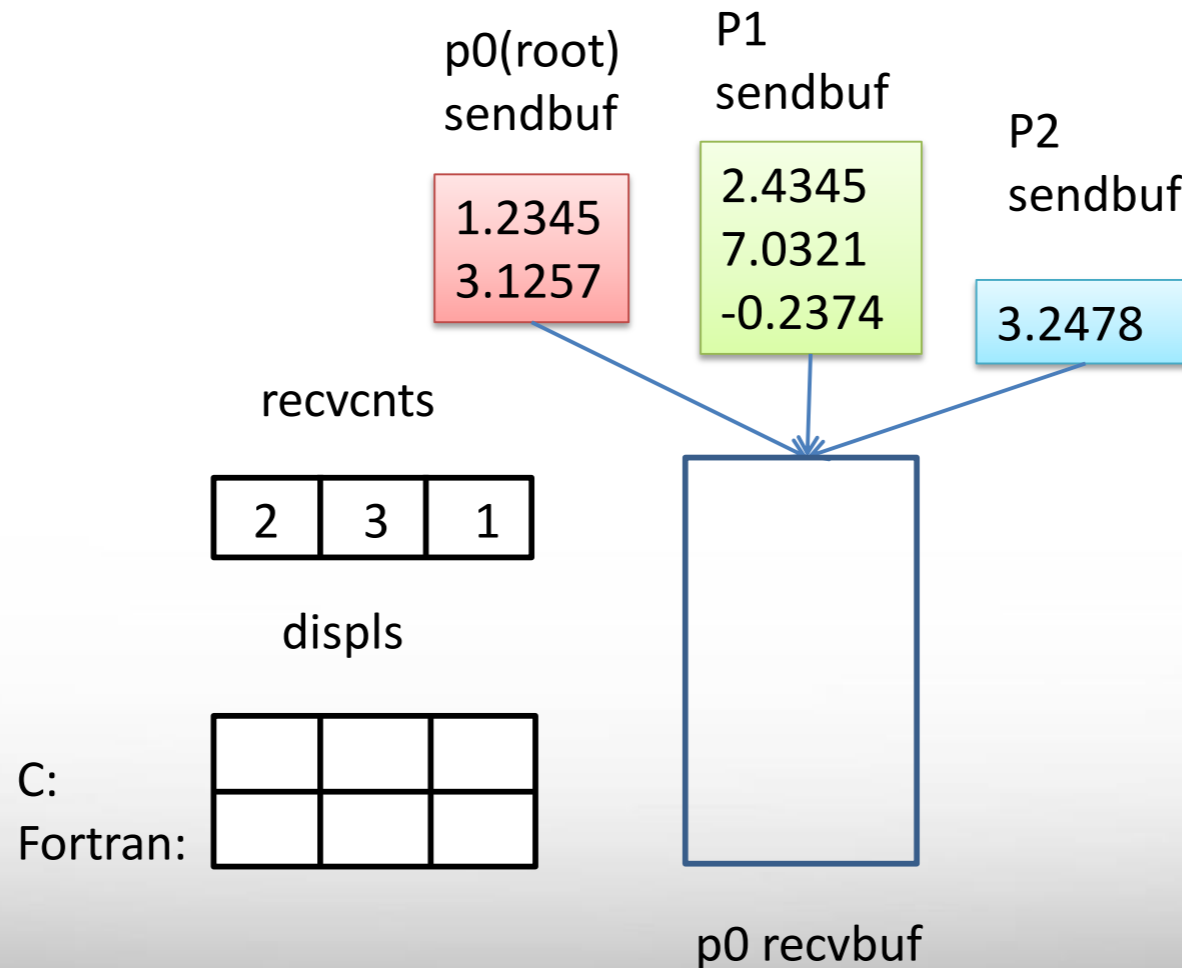 p0(root)
sendbuf
P1
sendbuf
P2
sendbuf
1.2345
3.1257
2.4345
7.0321
-0.2374
3.2478
recvcnts
2 3 1
displs
C:
Fortran:
p0 recvbuf